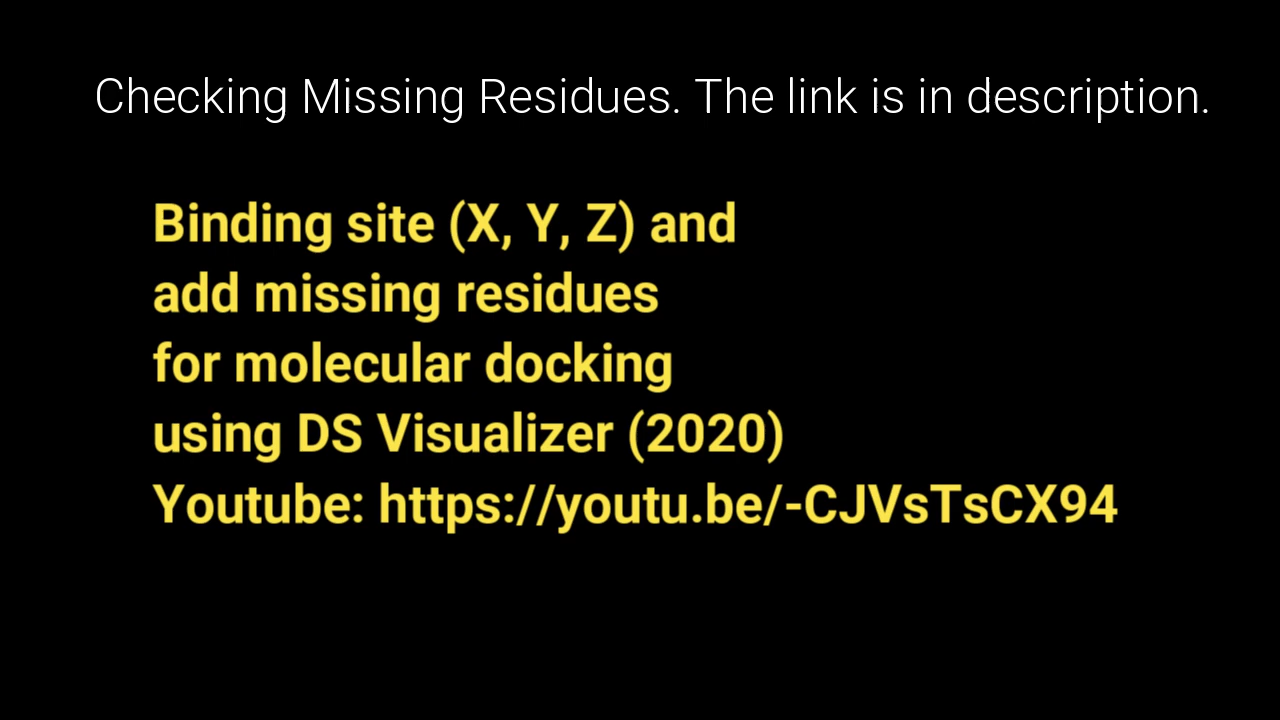 Checking Missing Residues. The link is in description.
Binding site (X, Y, Z) and
add missing residues
for molecular docking
using DS Visualizer (2020)
Youtube: https://youtu.be/-CJVsTsCX94